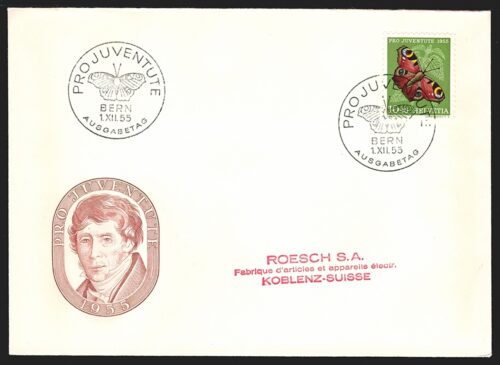 PRO JUVENTUTE
BERN
1.XII.55
AUSGABETAG
PRO JUVENTUTE 1955
HELVETIA
PRO JUVENTUTE
BERN
1.XII.55
AUSGABETAG
PRO JUVENTUTE
1955
ROESCH S.A.
Fabrique d'articles et appareils électr.
KOBLENZ-SUISSE